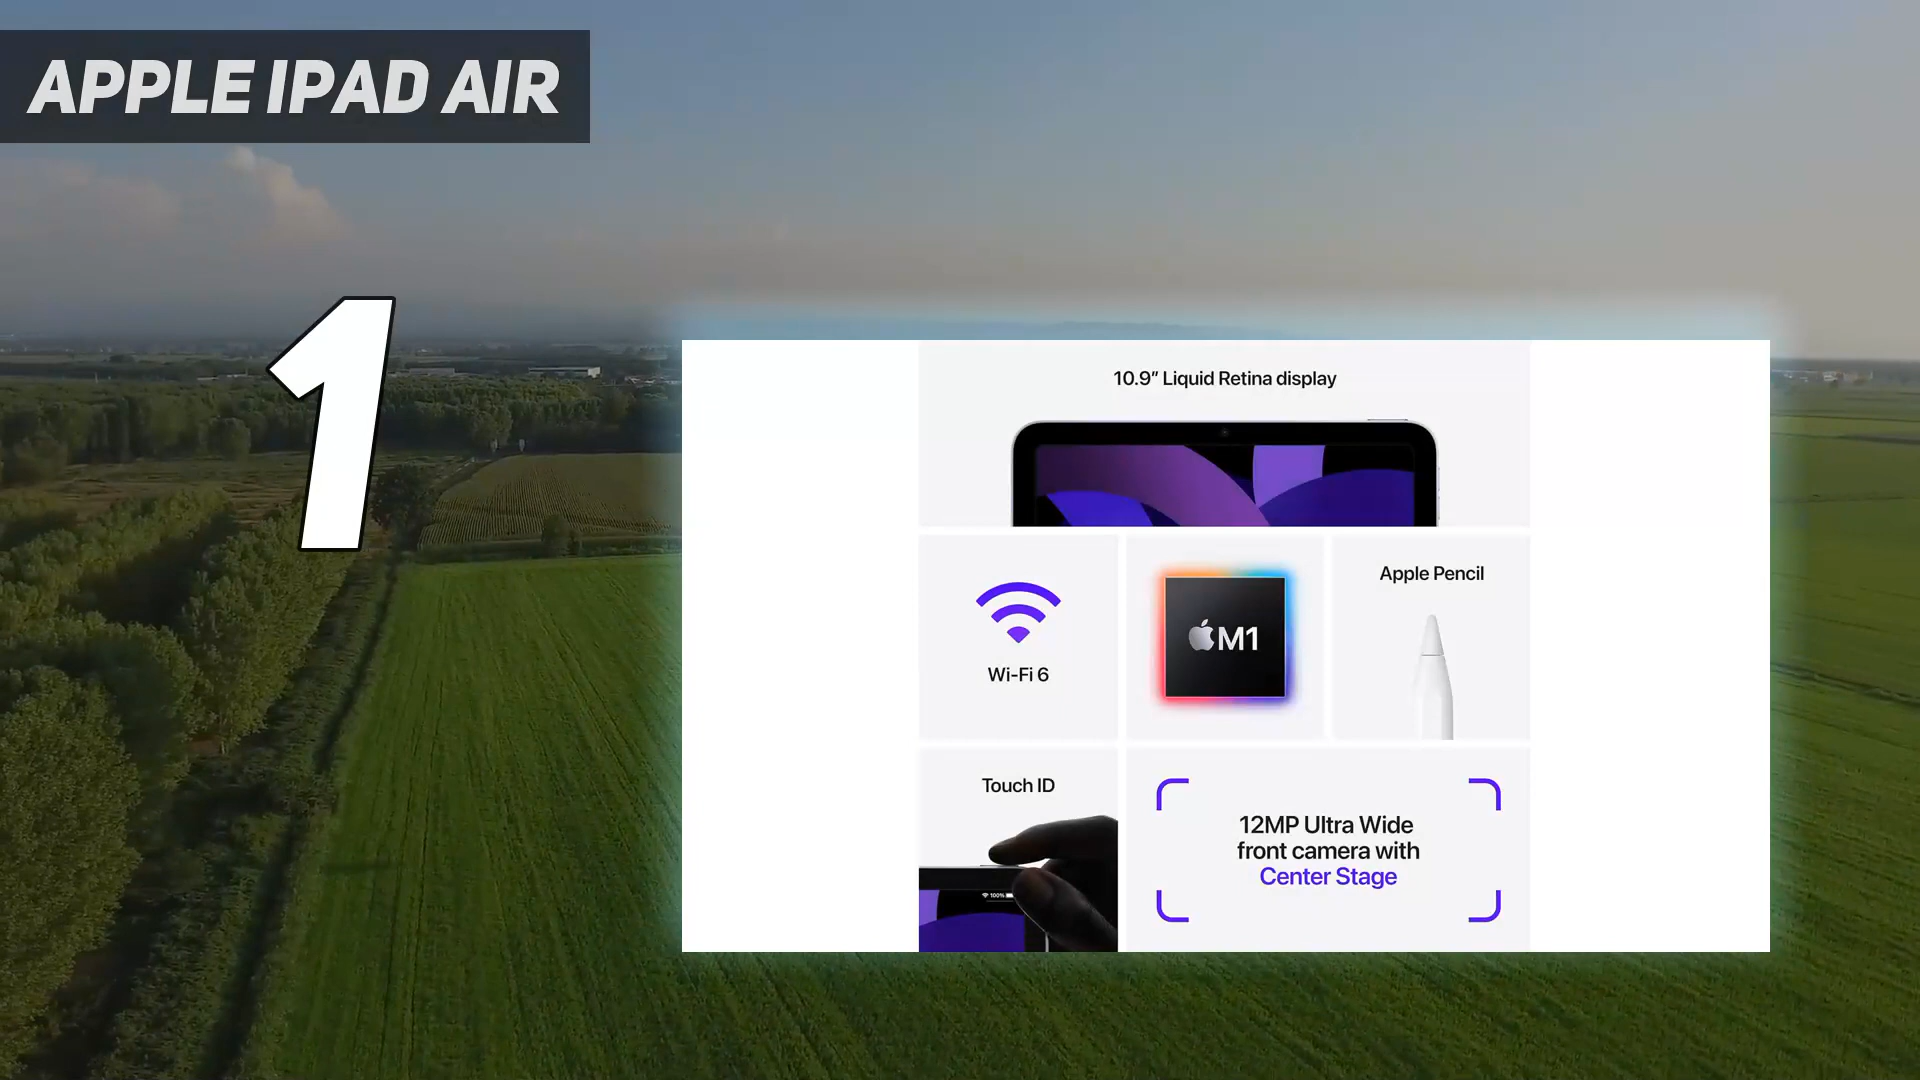 APPLE IPAD AIR
1
10.9” Liquid Retina display
Wi-Fi 6
M1
Apple Pencil
Touch ID
100%
12MP Ultra Wide
front camera with
Center Stage